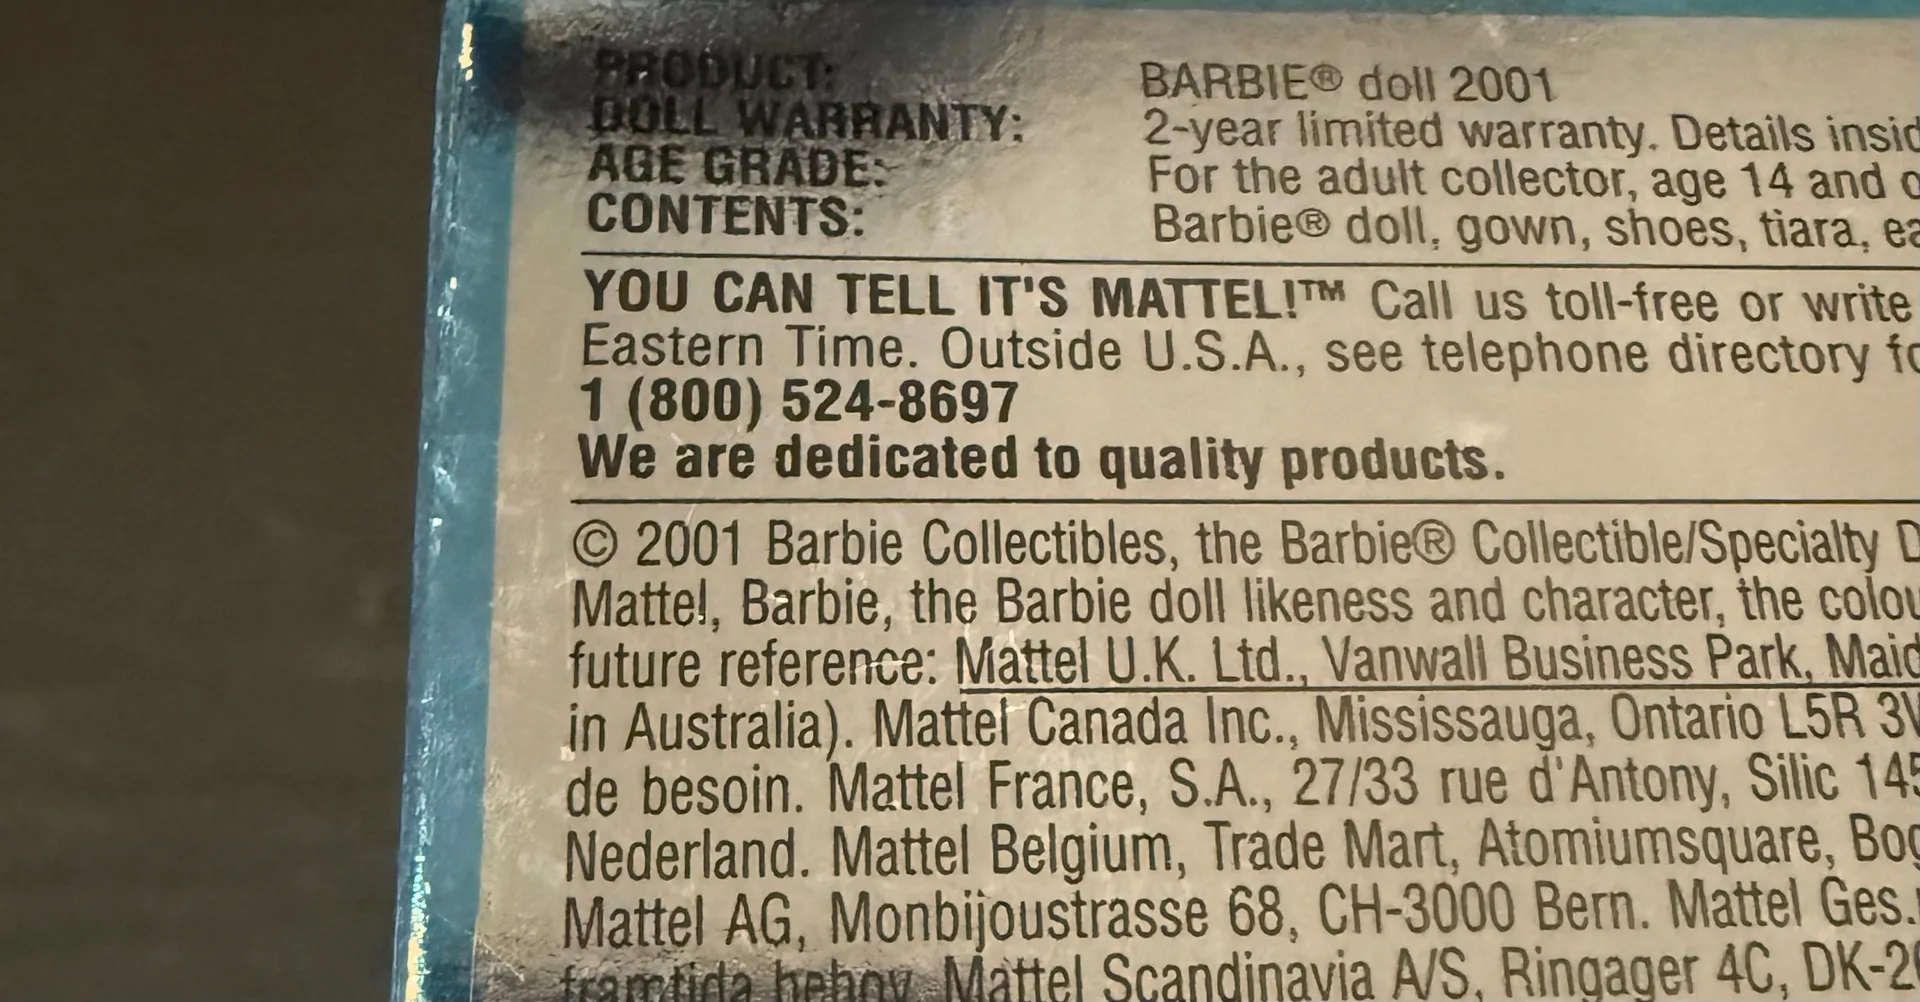 PRODUCT: BARBIE® doll 2001
DOLL WARRANTY: 2-year limited warranty. Details insid
AGE GRADE: For the adult collector, age 14 and o
CONTENTS: Barbie® doll, gown, shoes, tiara, ea
YOU CAN TELL IT'S MATTEL!™ Call us toll-free or write
Eastern Time. Outside U.S.A., see telephone directory fo
1 (800) 524-8697
We are dedicated to quality products.
© 2001 Barbie Collectibles, the Barbie® Collectible/Specialty D
Mattel, Barbie, the Barbie doll likeness and character, the colou
future reference: Mattel U.K. Ltd., Vanwall Business Park, Maid
in Australia). Mattel Canada Inc., Mississauga, Ontario L5R 3W
de besoin. Mattel France, S.A., 27/33 rue d'Antony, Silic 145
Nederland. Mattel Belgium, Trade Mart, Atomiumsquare, Bog
Mattel AG, Monbijoustrasse 68, CH-3000 Bern. Mattel Ges.
framtida behov. Mattel Scandinavia A/S, Ringager 4C, DK-26